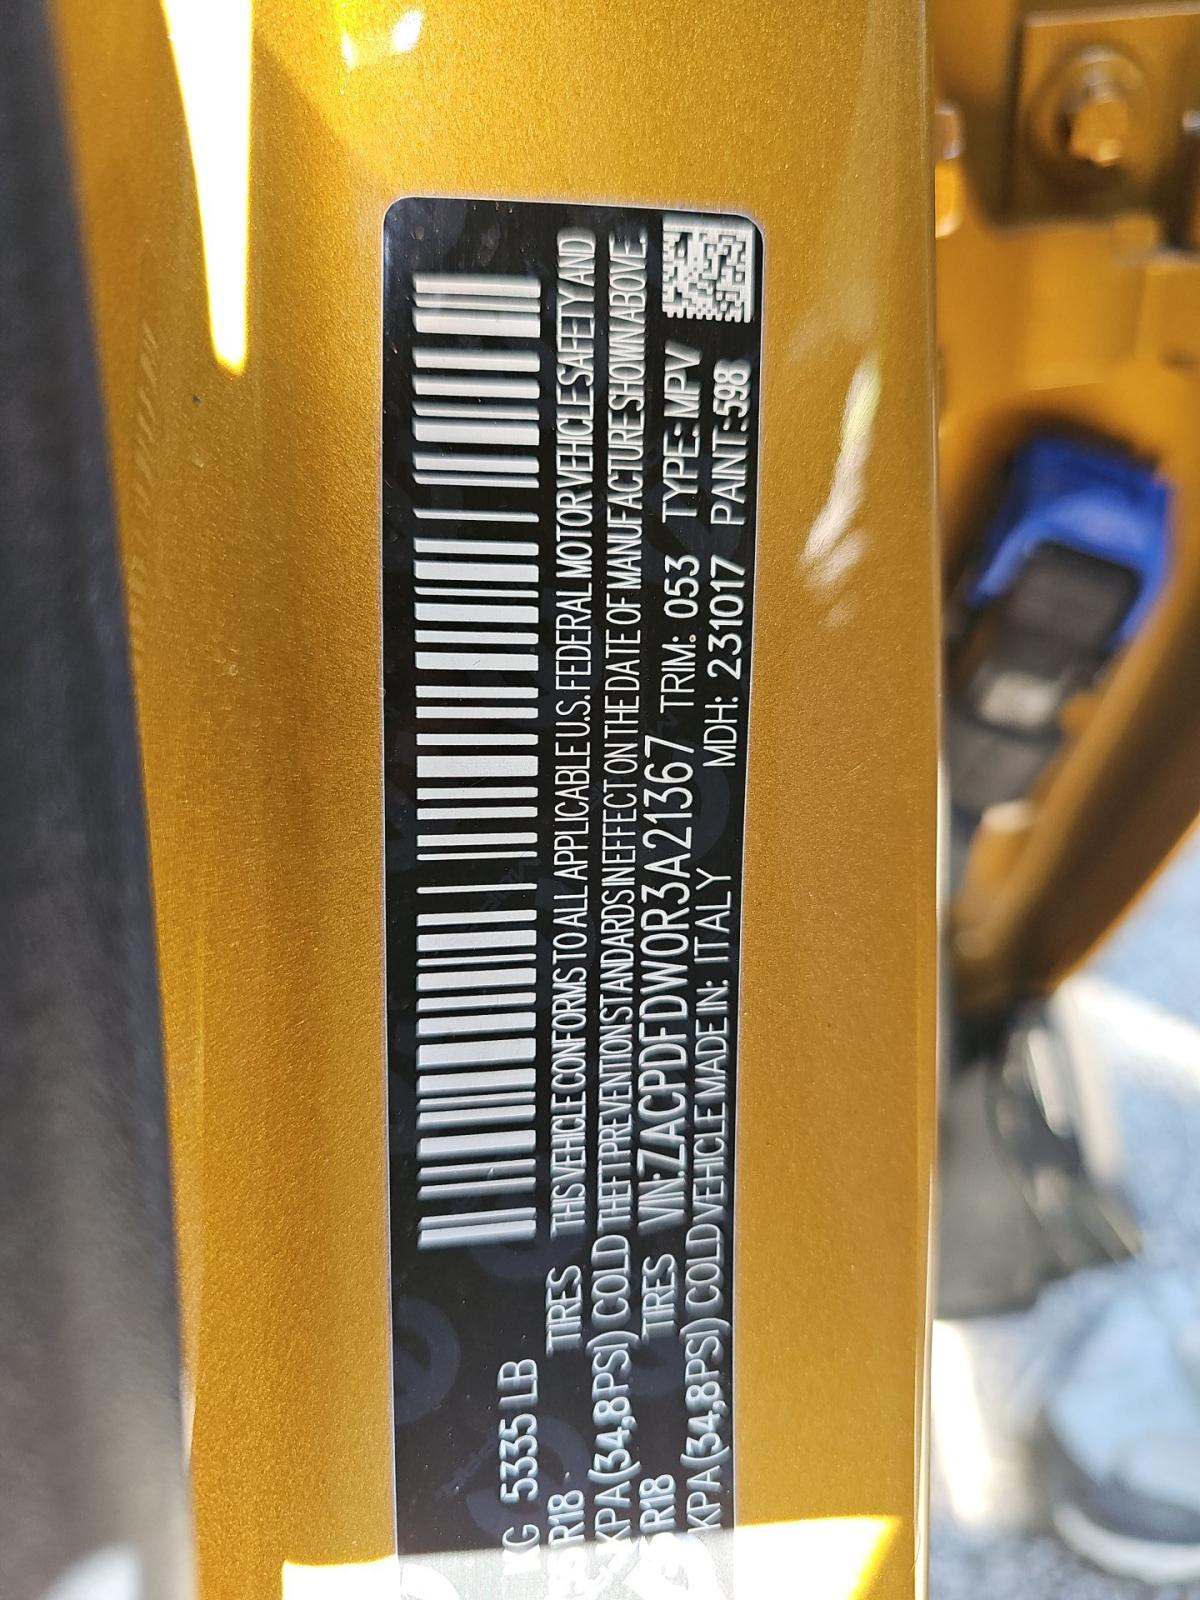 KG 5335 LB
R18 TIRES THIS VEHICLE CONFORMS TO ALL APPLICABLE U.S. FEDERAL MOTOR VEHICLE SAFETY AND
KPA(34,8PSI) COLD THEFT PREVENTION STANDARDS IN EFFECT ON THE DATE OF MANUFACTURE SHOWN ABOVE.
R18 TIRES VIN:ZACPDFDW0R3A21367 TRIM: 053 TYPE: MPV
KPA(34,8PSI) COLD VEHICLE MADE IN: ITALY MDH: 231017 PAINT:598